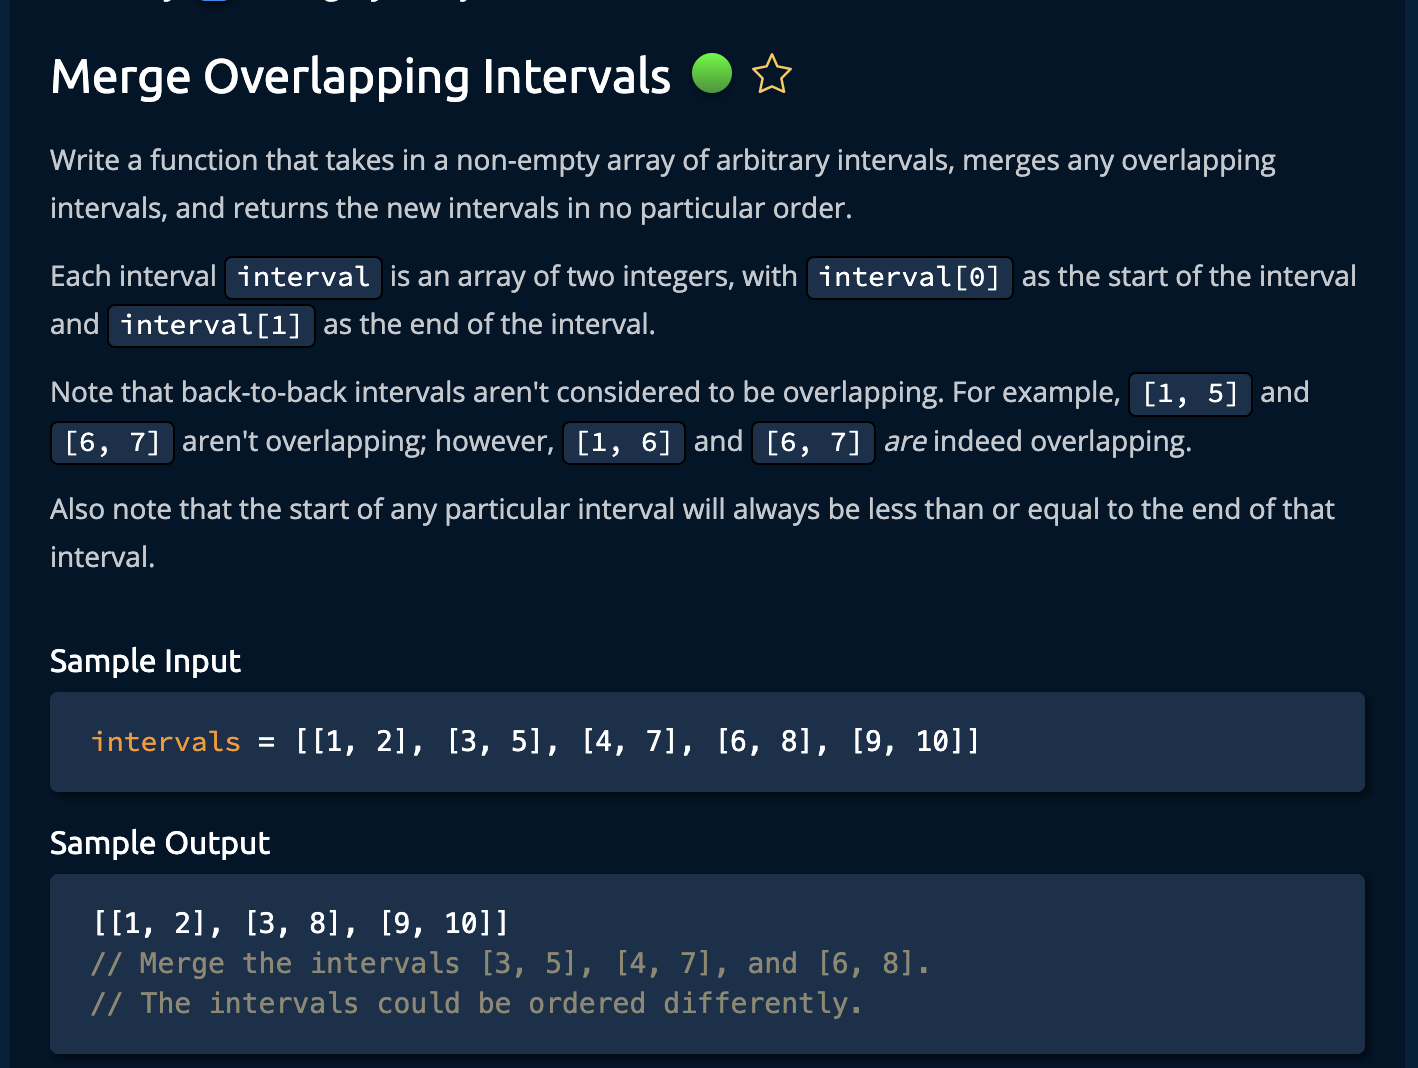 Merge Overlapping Intervals
Write a function that takes in a non-empty array of arbitrary intervals, merges any overlapping
intervals, and returns the new intervals in no particular order.
Each interval interval is an array of two integers, with interval[0] as the start of the interval
and interval[1] as the end of the interval.
Note that back-to-back intervals aren't considered to be overlapping. For example, [1, 5] and
[6, 7] aren't overlapping; however, [1, 6] and [6, 7] are indeed overlapping.
Also note that the start of any particular interval will always be less than or equal to the end of that
interval.
Sample Input
intervals = [[1, 2], [3, 5], [4, 7], [6, 8], [9, 10]]
Sample Output
[[1, 2], [3, 8], [9, 10]]
// Merge the intervals [3, 5], [4, 7], and [6, 8].
// The intervals could be ordered differently.